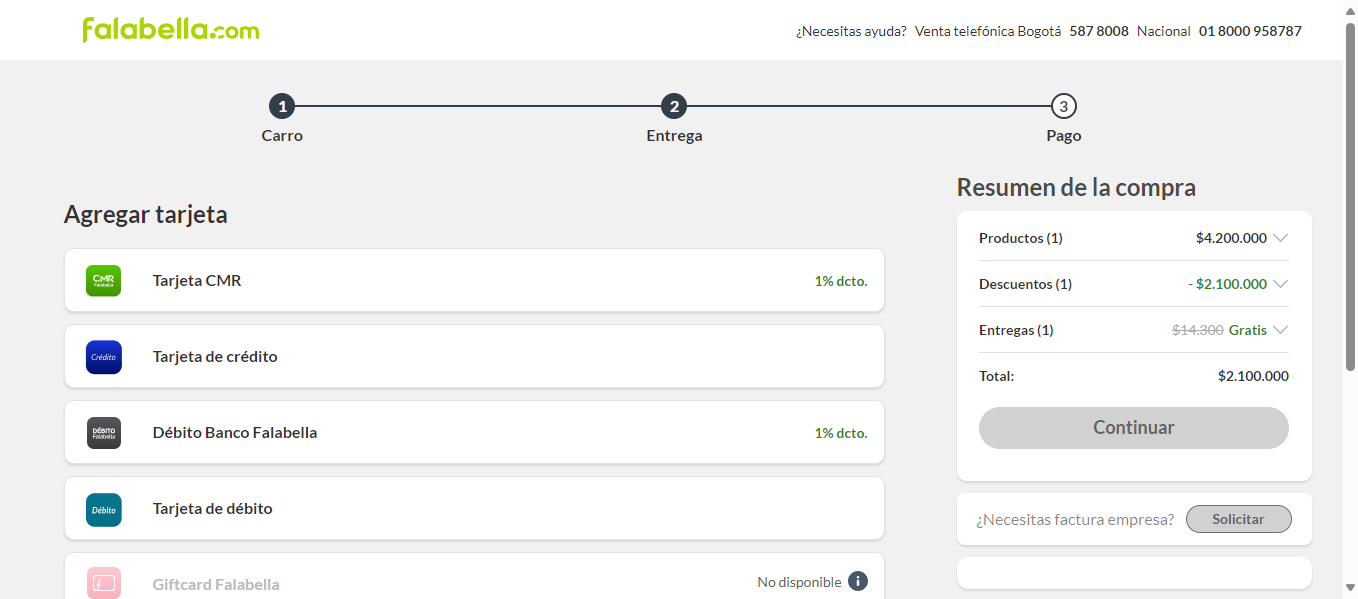 falabella.com
¿Necesitas ayuda? Venta telefónica Bogotá 587 8008 Nacional 01 8000 958787
1 2 3
Carro Entrega Pago
Agregar tarjeta
CMR Falabella
Tarjeta CMR 1% dcto.
Crédito
Tarjeta de crédito
DÉBITO Falabella
Débito Banco Falabella 1% dcto.
Débito
Tarjeta de débito
Giftcard Falabella No disponible i
Resumen de la compra
Productos (1) $4.200.000
Descuentos (1) - $2.100.000
Entregas (1) $14.300 Gratis
Total: $2.100.000
Continuar
¿Necesitas factura empresa? Solicitar